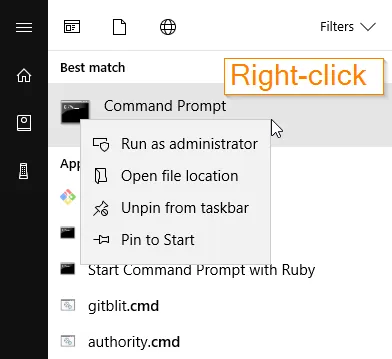 Filters
Best match
Right-click
Command Prompt
Run as administrator
App
Open file location
Unpin from taskbar
Pin to Start
Start Command Prompt with Ruby
gitblit.cmd
authority.cmd